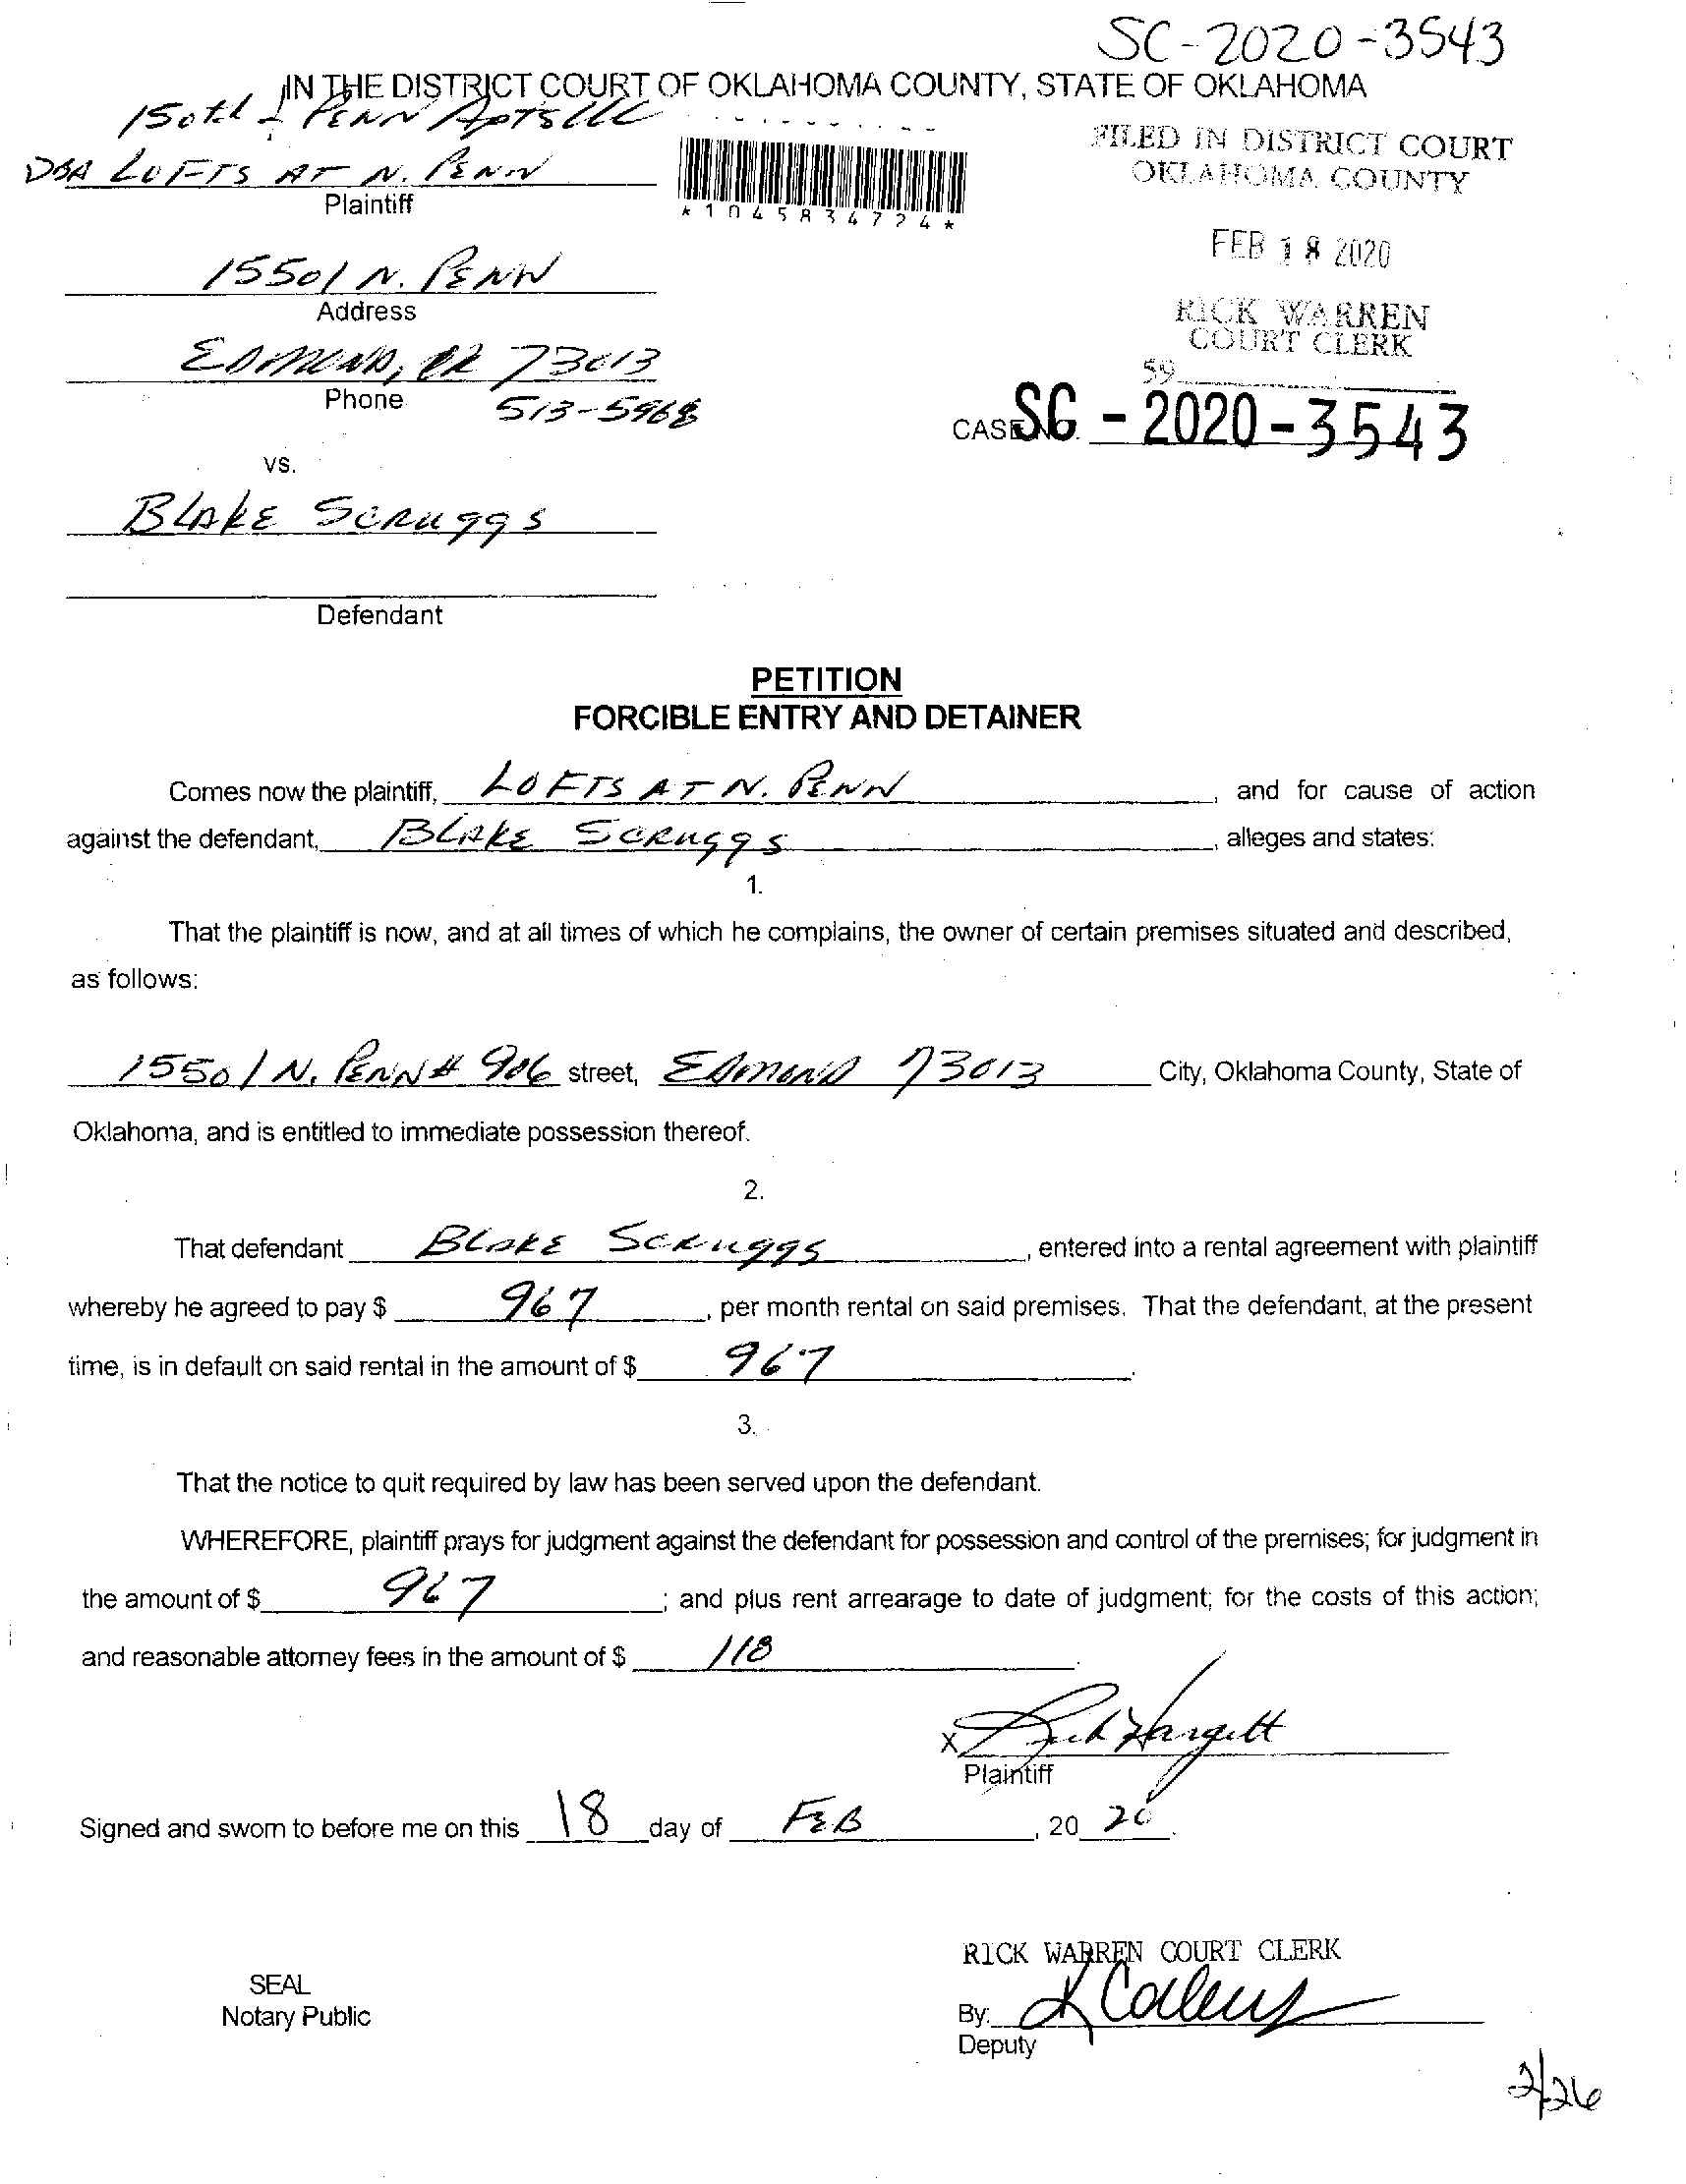 SC-2020-3543
IN THE DISTRICT COURT OF OKLAHOMA COUNTY, STATE OF OKLAHOMA
150th & PENN APTS LLC
DBA LOFTS AT N. PENN
Plaintiff
*1045834724*
FILED IN DISTRICT COURT
OKLAHOMA COUNTY
FEB 18 2020
RICK WARREN
COURT CLERK
59
15501 N. PENN
Address
EDMOND, OK 73013
Phone 513-5968
CASE NO. SC - 2020 - 3543
vs.
BLAKE SCRUGGS
Defendant
PETITION
FORCIBLE ENTRY AND DETAINER
Comes now the plaintiff, LOFTS AT N. PENN, and for cause of action
against the defendant, BLAKE SCRUGGS, alleges and states:
1.
That the plaintiff is now, and at all times of which he complains, the owner of certain premises situated and described,
as follows:
15501 N. PENN # 906 street, EDMOND 73013 City, Oklahoma County, State of
Oklahoma, and is entitled to immediate possession thereof.
2.
That defendant BLAKE SCRUGGS, entered into a rental agreement with plaintiff
whereby he agreed to pay $ 967, per month rental on said premises. That the defendant, at the present
time, is in default on said rental in the amount of $ 967.
3.
That the notice to quit required by law has been served upon the defendant.
WHEREFORE, plaintiff prays for judgment against the defendant for possession and control of the premises; for judgment in
the amount of $ 967; and plus rent arrearage to date of judgment; for the costs of this action;
and reasonable attorney fees in the amount of $ 118.
X Rick Hargett
Plaintiff
Signed and sworn to before me on this 18 day of FEB, 20 20.
RICK WARREN COURT CLERK
SEAL
Notary Public
By:
Deputy
2/26